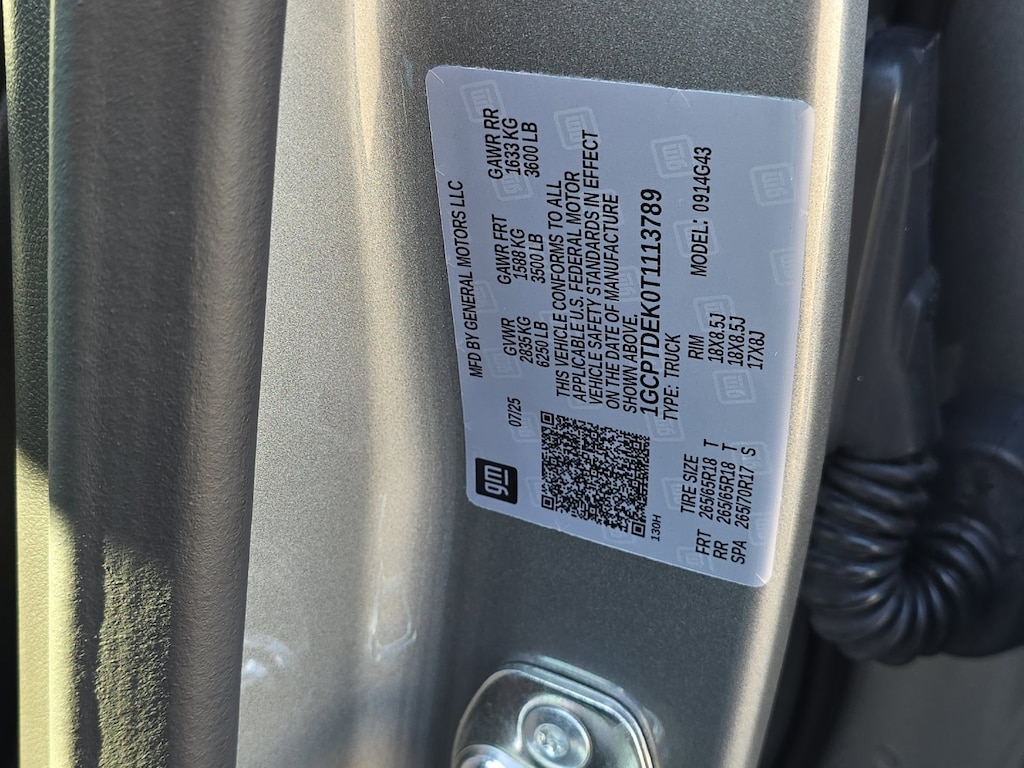 gm
MFD BY GENERAL MOTORS LLC
07/25
GVWR GAWR FRT GAWR RR
2835 KG 1588 KG 1633 KG
6250 LB 3500 LB 3600 LB
THIS VEHICLE CONFORMS TO ALL
APPLICABLE U.S. FEDERAL MOTOR
VEHICLE SAFETY STANDARDS IN EFFECT
ON THE DATE OF MANUFACTURE
SHOWN ABOVE.
1GCPTDEK0T1113789
130H
TYPE: TRUCK
MODEL: 0914G43
TIRE SIZE RIM
FRT 265/65R18 T 18X8.5J
RR 265/65R18 T 18X8.5J
SPA 265/70R17 S 17X8J